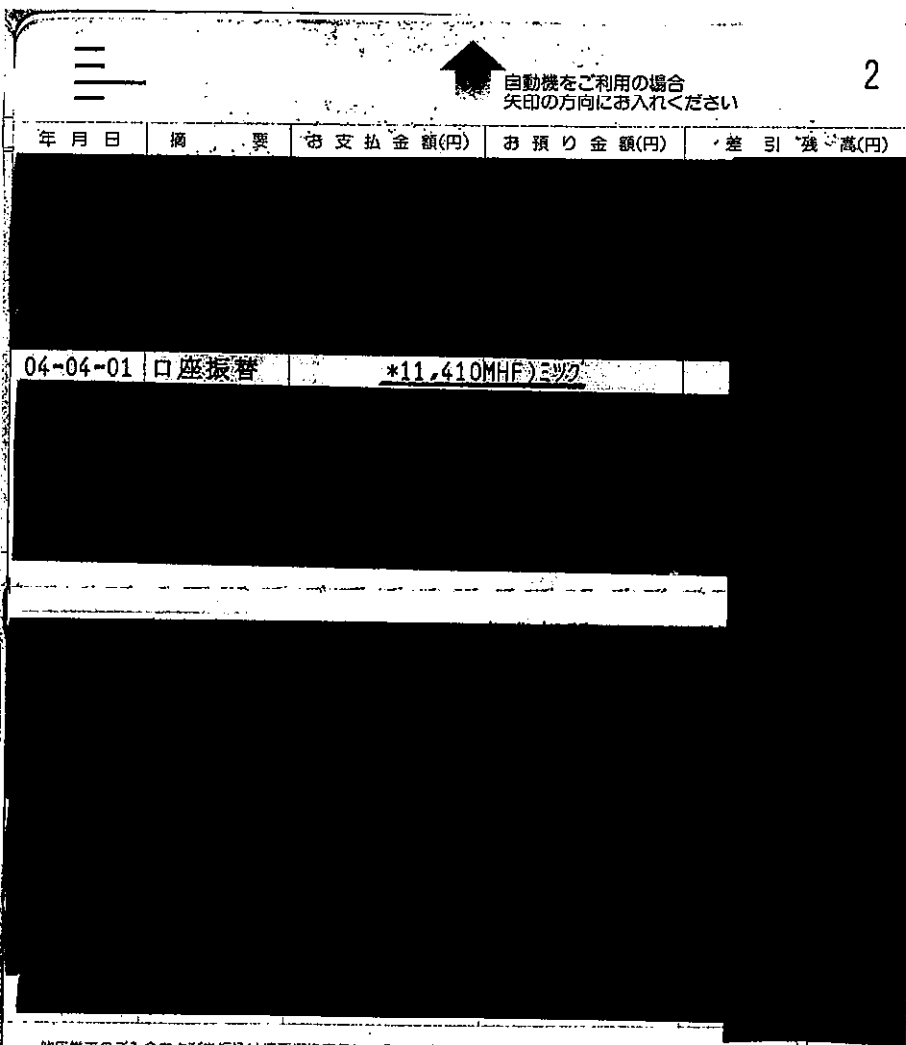 自動機をご利用の場合
矢印の方向にお入れください
2
年月日 摘要 お支払金額(円) お預り金額(円) 差引残高(円)
04-04-01 口座振替 *11,410MHF)ミツク